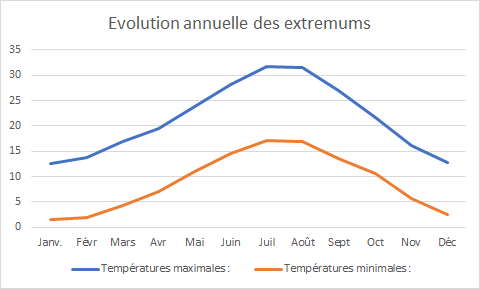 Evolution annuelle des extremums
35
30
25
20
15
10
5
0
Janv. Févr Mars Avr Mai Juin Juil Août Sept Oct Nov Déc
Températures maximales : Températures minimales :